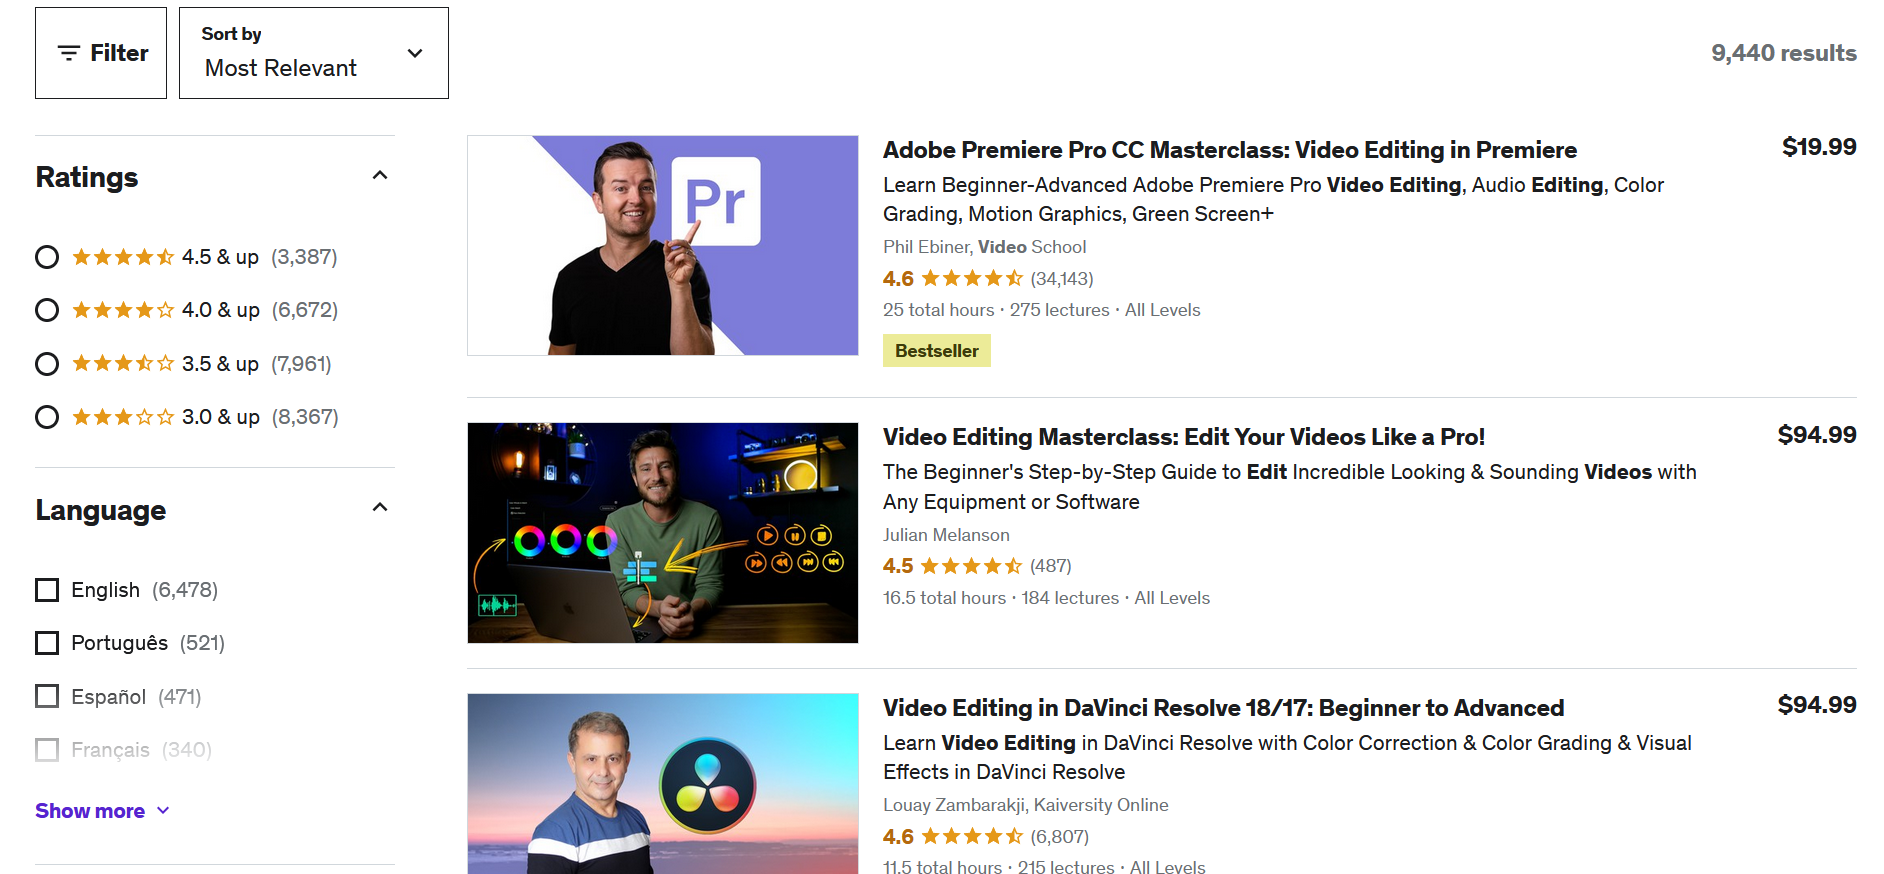 Filter
Sort by
Most Relevant
9,440 results
Ratings
4.5 & up (3,387)
4.0 & up (6,672)
3.5 & up (7,961)
3.0 & up (8,367)
Language
English (6,478)
Português (521)
Español (471)
Français (340)
Show more
Pr
Adobe Premiere Pro CC Masterclass: Video Editing in Premiere
$19.99
Learn Beginner-Advanced Adobe Premiere Pro Video Editing, Audio Editing, Color
Grading, Motion Graphics, Green Screen+
Phil Ebiner, Video School
4.6 (34,143)
25 total hours · 275 lectures · All Levels
Bestseller
Video Editing Masterclass: Edit Your Videos Like a Pro!
$94.99
The Beginner's Step-by-Step Guide to Edit Incredible Looking & Sounding Videos with
Any Equipment or Software
Julian Melanson
4.5 (487)
16.5 total hours · 184 lectures · All Levels
Video Editing in DaVinci Resolve 18/17: Beginner to Advanced
$94.99
Learn Video Editing in DaVinci Resolve with Color Correction & Color Grading & Visual
Effects in DaVinci Resolve
Louay Zambarakji, Kaiversity Online
4.6 (6,807)
11.5 total hours · 215 lectures · All Levels